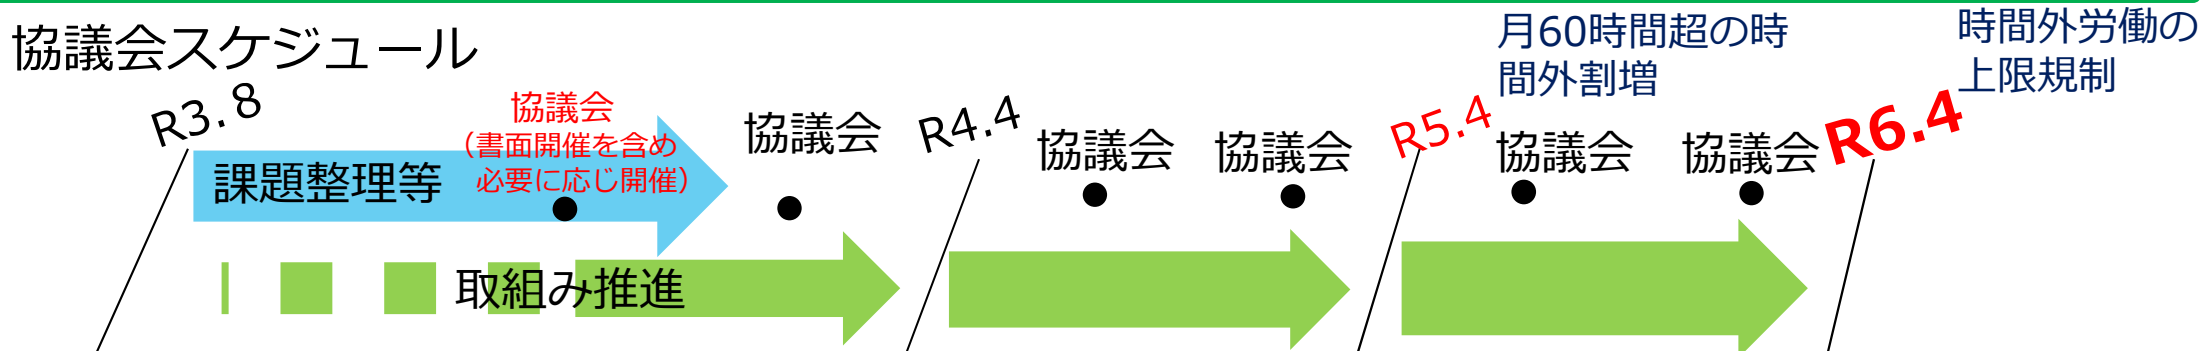 協議会スケジュール
月60時間超の時
間外割増
時間外労働の
上限規制
R3.8
協議会
（書面開催を含め
必要に応じ開催）
協議会
R4.4
協議会
協議会
R5.4
協議会
協議会
R6.4
課題整理等
取組み推進